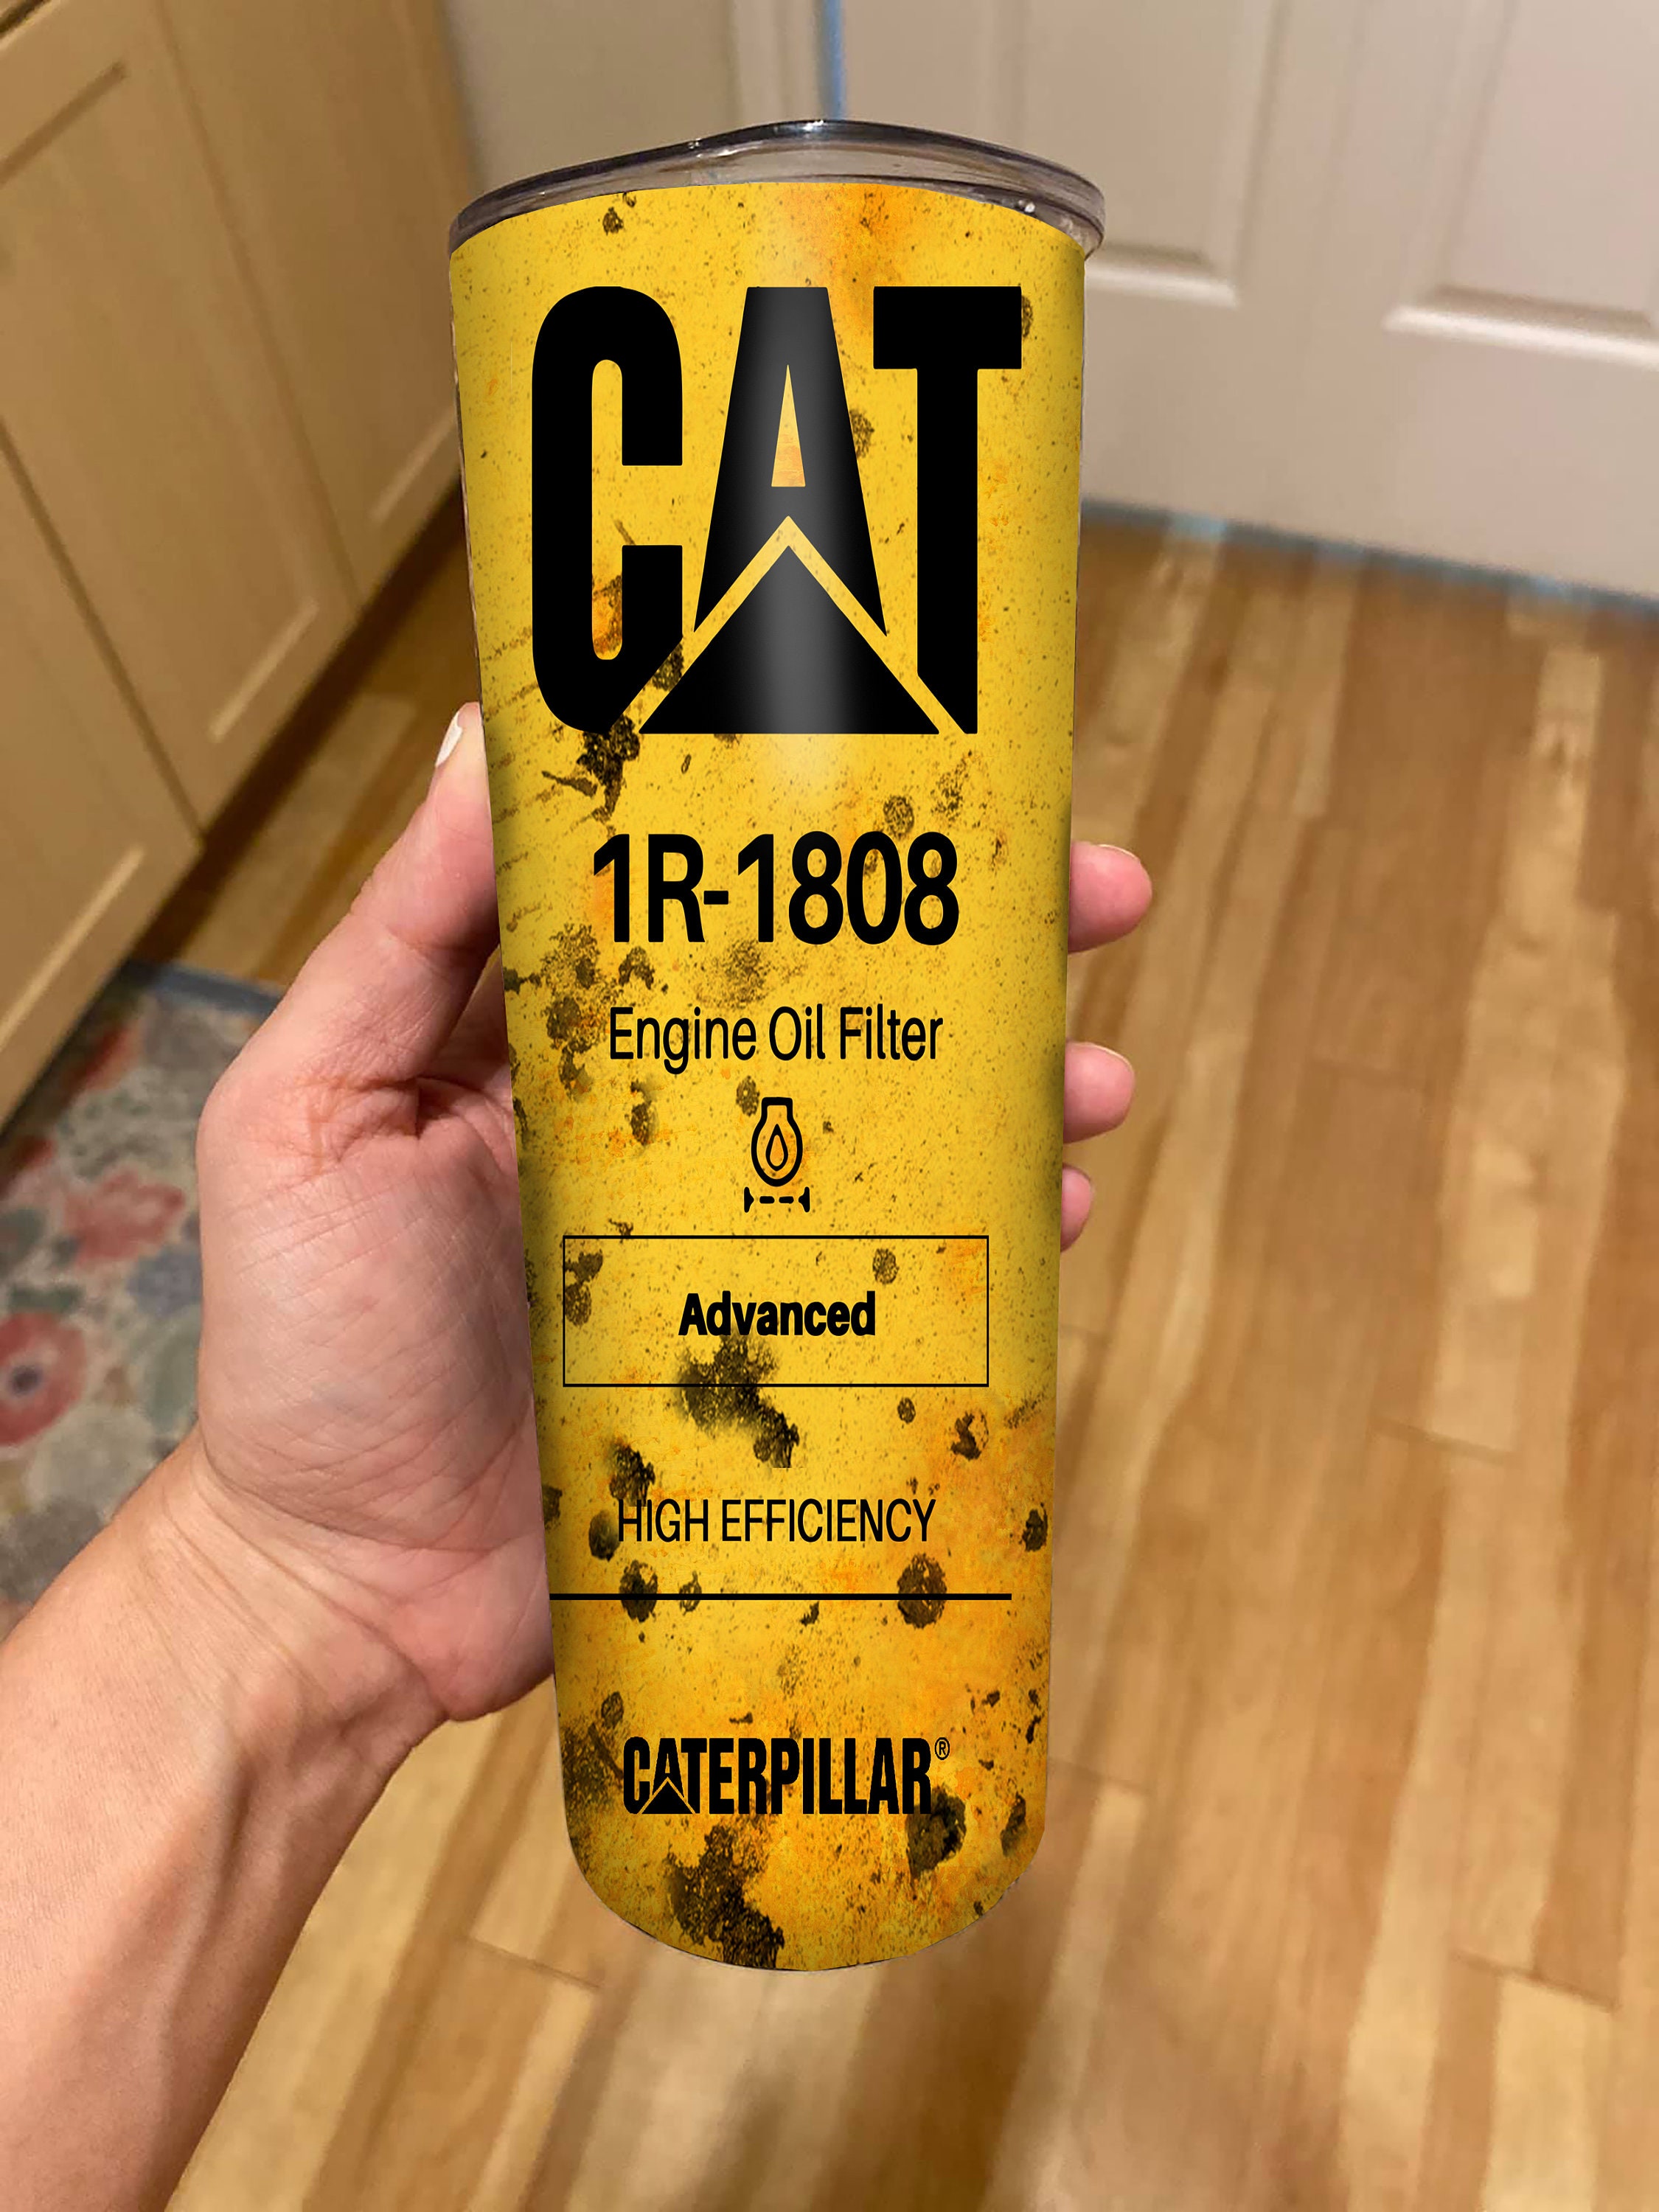 CAT
1R-1808
Engine Oil Filter
Advanced
HIGH EFFICIENCY
CATERPILLAR®